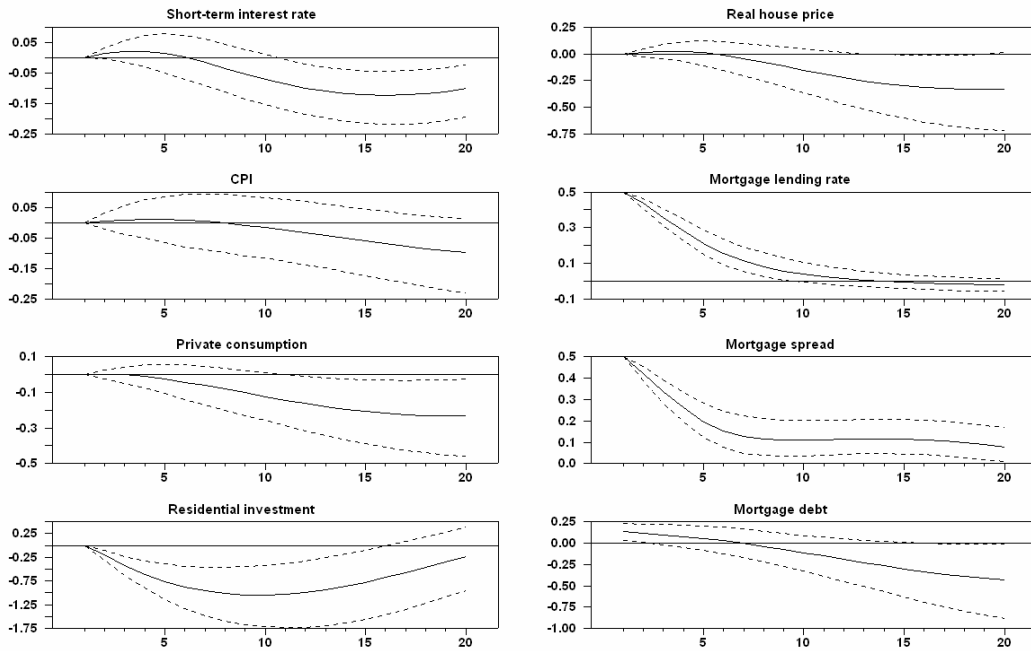 Short-term interest rate
0.05
-0.05
-0.15
-0.25
5 10 15 20
CPI
0.05
-0.05
-0.15
-0.25
5 10 15 20
Private consumption
0.1
-0.1
-0.3
-0.5
5 10 15 20
Residential investment
0.25
-0.25
-0.75
-1.25
-1.75
5 10 15 20
Real house price
0.25
0.00
-0.25
-0.50
-0.75
5 10 15 20
Mortgage lending rate
0.5
0.3
0.1
-0.1
5 10 15 20
Mortgage spread
0.5
0.4
0.3
0.2
0.1
0.0
5 10 15 20
Mortgage debt
0.25
0.00
-0.25
-0.50
-0.75
-1.00
5 10 15 20